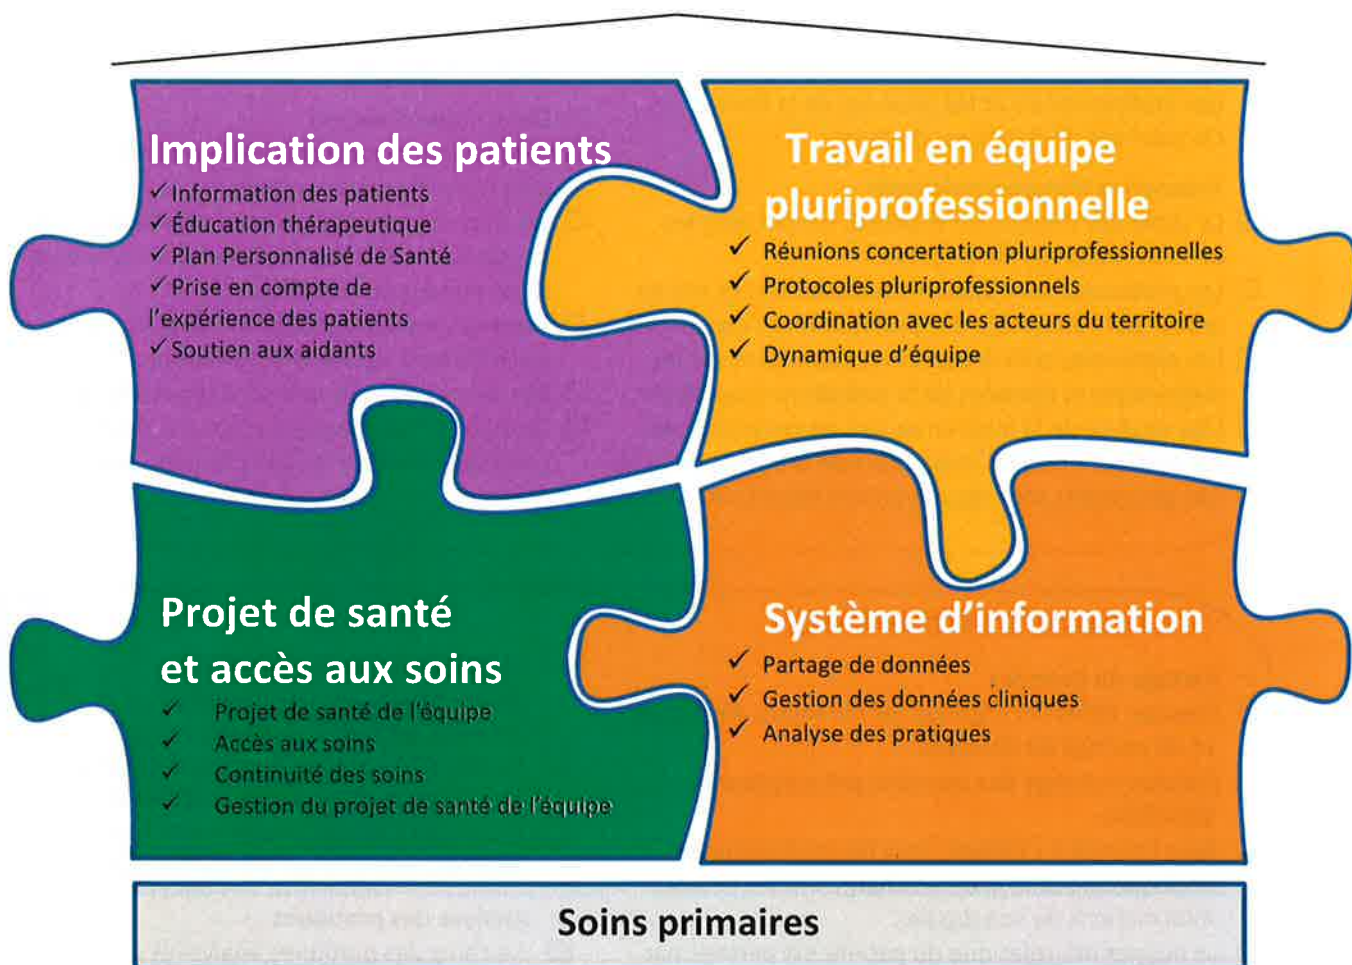 Implication des patients
✓ Information des patients
✓ Éducation thérapeutique
✓ Plan Personnalisé de Santé
✓ Prise en compte de
l'expérience des patients
✓ Soutien aux aidants
Travail en équipe
pluriprofessionnelle
✓ Réunions concertation pluriprofessionnelles
✓ Protocoles pluriprofessionnels
✓ Coordination avec les acteurs du territoire
✓ Dynamique d'équipe
Projet de santé
et accès aux soins
✓ Projet de santé de l'équipe
✓ Accès aux soins
✓ Continuité des soins
✓ Gestion du projet de santé de l'équipe
Système d'information
✓ Partage de données
✓ Gestion des données cliniques
✓ Analyse des pratiques
Soins primaires